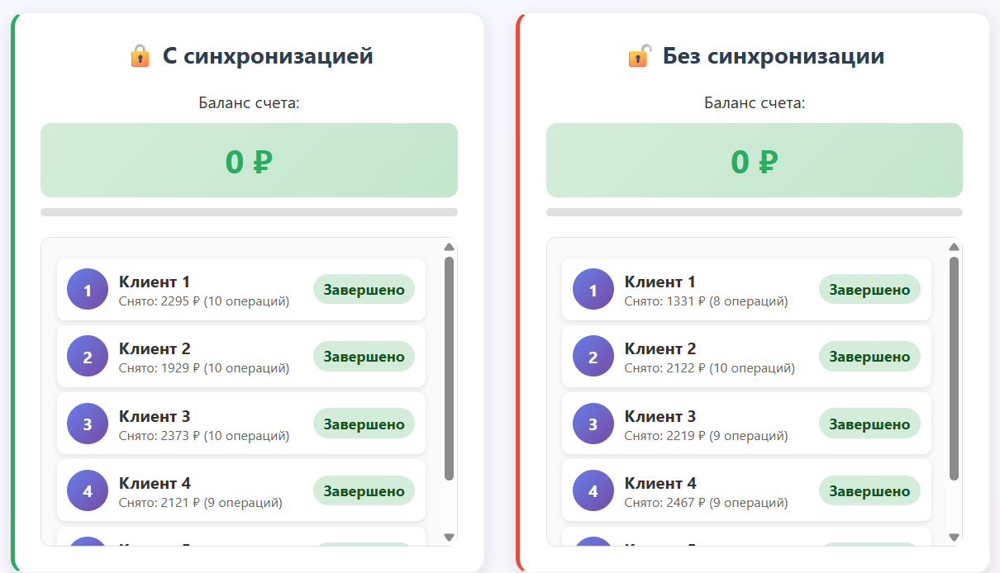 С синхронизацией
Баланс счета:
0 ₽
1
Клиент 1
Снято: 2295 ₽ (10 операций)
Завершено
2
Клиент 2
Снято: 1929 ₽ (10 операций)
Завершено
3
Клиент 3
Снято: 2373 ₽ (10 операций)
Завершено
4
Клиент 4
Снято: 2121 ₽ (9 операций)
Завершено
Без синхронизации
Баланс счета:
0 ₽
1
Клиент 1
Снято: 1331 ₽ (8 операций)
Завершено
2
Клиент 2
Снято: 2122 ₽ (10 операций)
Завершено
3
Клиент 3
Снято: 2219 ₽ (9 операций)
Завершено
4
Клиент 4
Снято: 2467 ₽ (9 операций)
Завершено